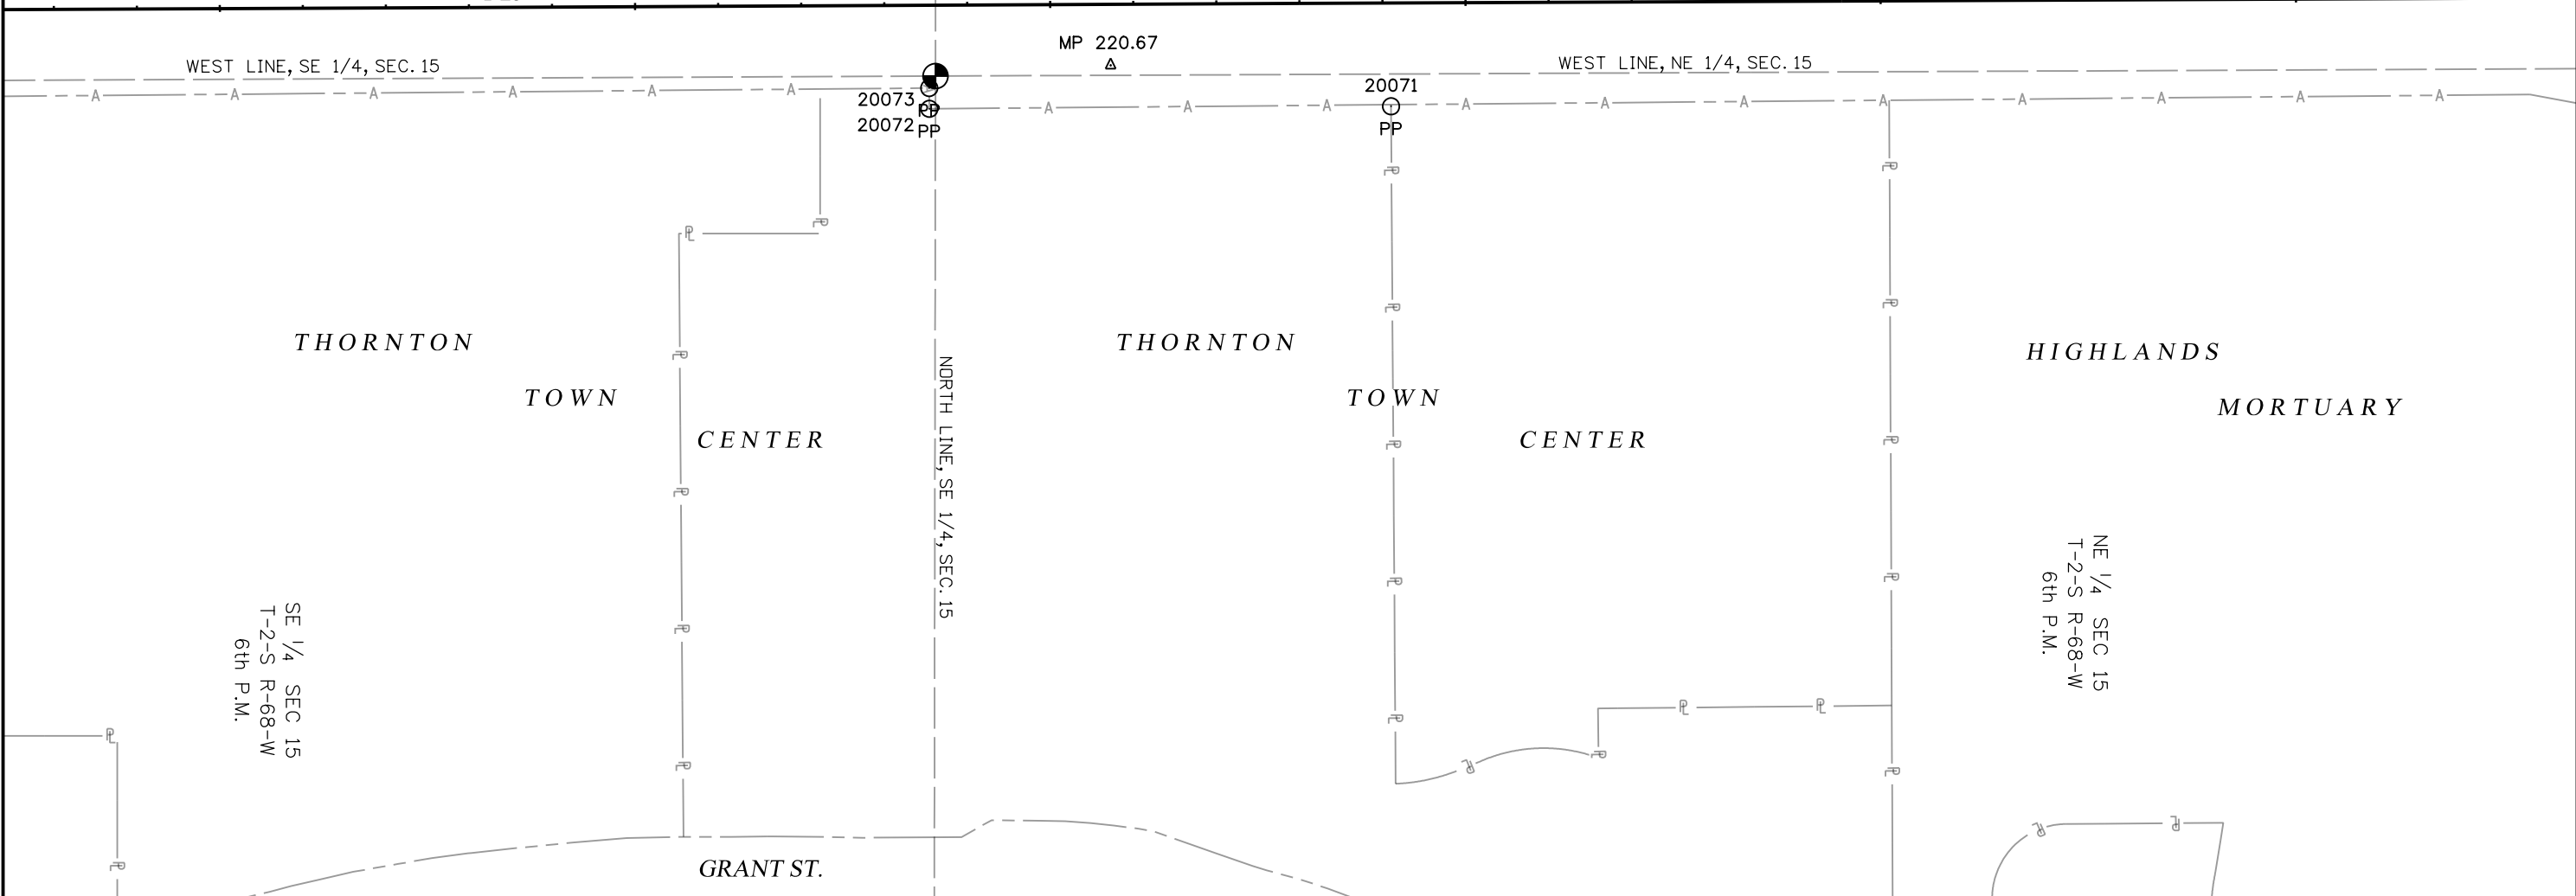 MP 220.67
WEST LINE, SE 1/4, SEC. 15
WEST LINE, NE 1/4, SEC. 15
20071
PP
20073
PP
20072
PP
A A A A A A
A A A A A A A A A A A
THORNTON
TOWN
CENTER
THORNTON
TOWN
CENTER
HIGHLANDS
MORTUARY
NORTH LINE, SE 1/4, SEC. 15
SE 1/4 SEC 15
T-2-S R-68-W
6th P.M.
NE 1/4 SEC 15
T-2-S R-68-W
6th P.M.
GRANT ST.